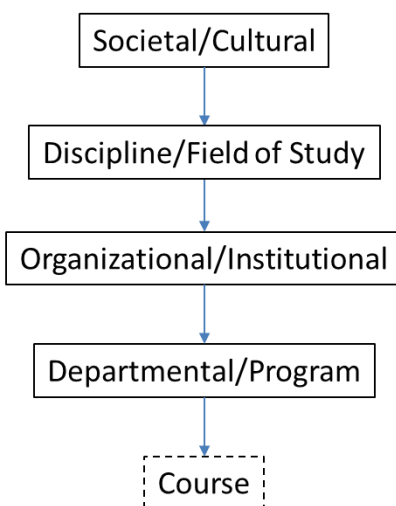 Societal/Cultural
Discipline/Field of Study
Organizational/Institutional
Departmental/Program
Course